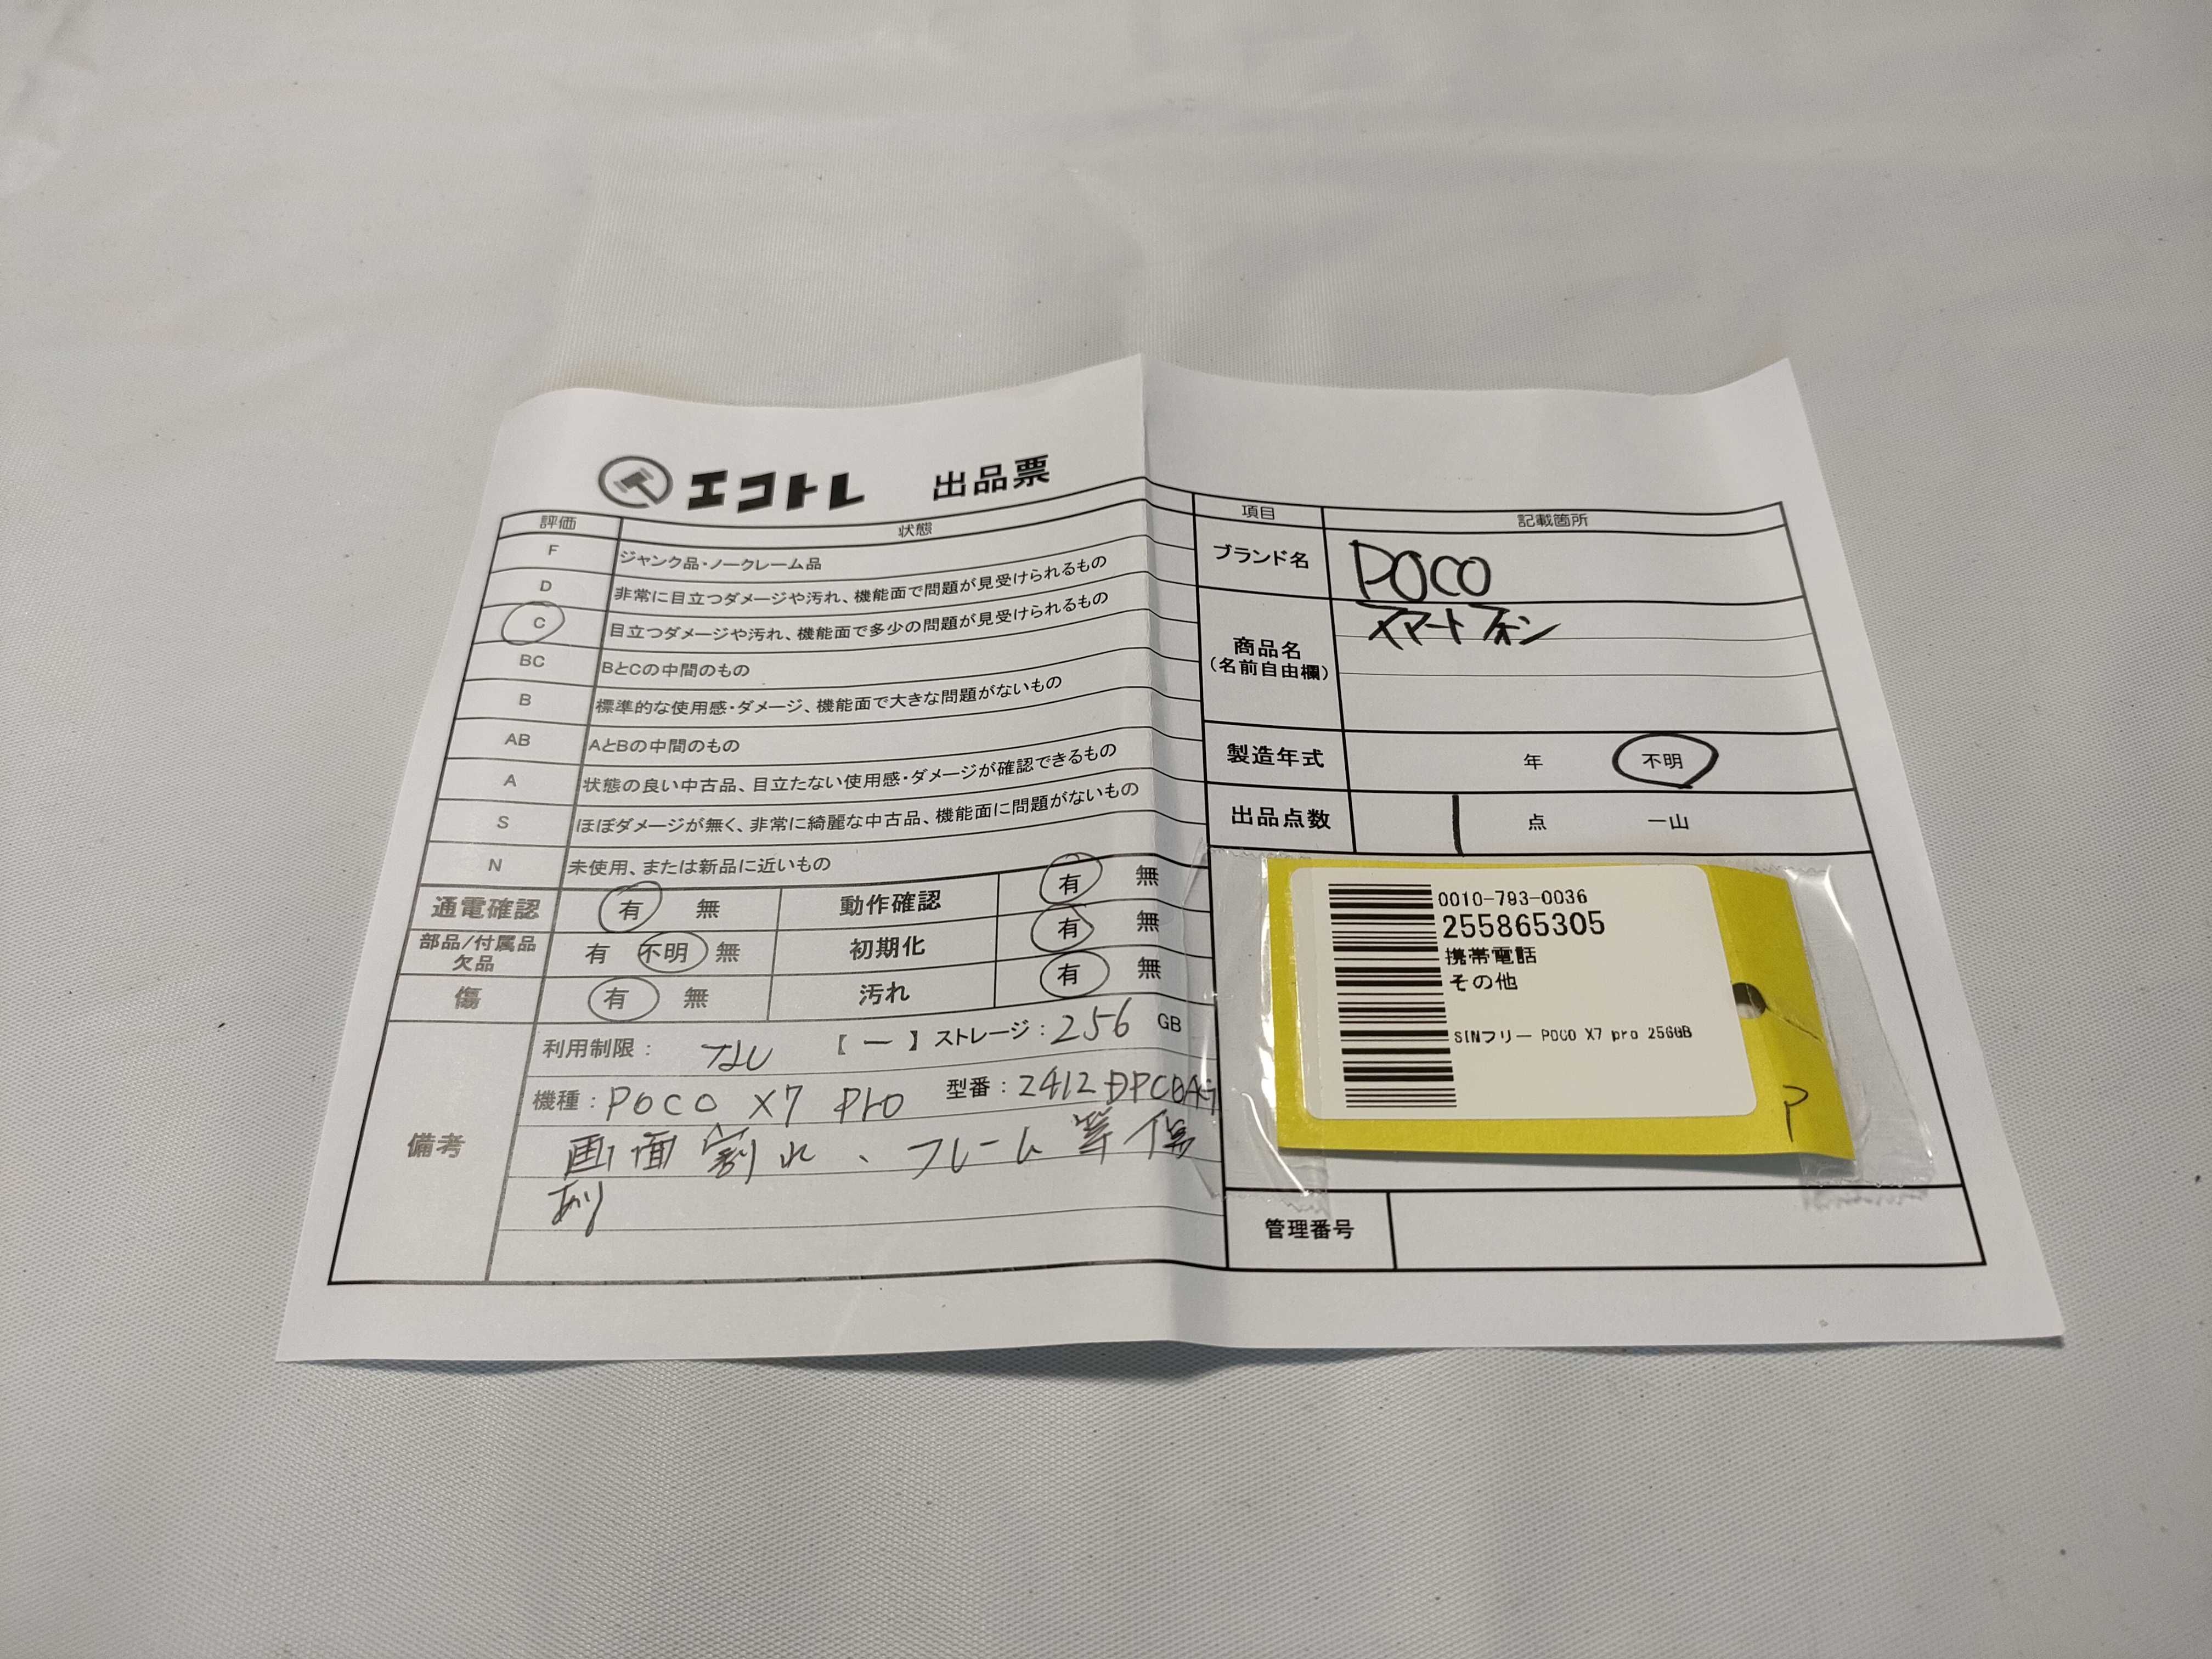 エコトレ 出品票
評価 状態
F ジャンク品・ノークレーム品
D 非常に目立つダメージや汚れ、機能面で問題が見受けられるもの
C 目立つダメージや汚れ、機能面で多少の問題が見受けられるもの
BC BとCの中間のもの
B 標準的な使用感・ダメージ、機能面で大きな問題がないもの
AB AとBの中間のもの
A 状態の良い中古品、目立たない使用感・ダメージが確認できるもの
S ほぼダメージが無く、非常に綺麗な中古品、機能面に問題がないもの
N 未使用、または新品に近いもの
通電確認 有 無 動作確認 有 無
部品/付属品 欠品 有 不明 無 初期化 有 無
傷 有 無 汚れ 有 無
備考
利用制限： なし 【 ー 】 ストレージ：256 GB
機種：POCO X7 Pro 型番：2412DPC0AG
画面割れ、フレーム等傷
あり
項目 記載箇所
ブランド名 POCO
商品名 (名前自由欄) スマートフォン
製造年式 年 不明
出品点数 1 点 一山
0010-793-0036
255865305
携帯電話
その他
SIMフリー POCO X7 pro 256GB
P
管理番号